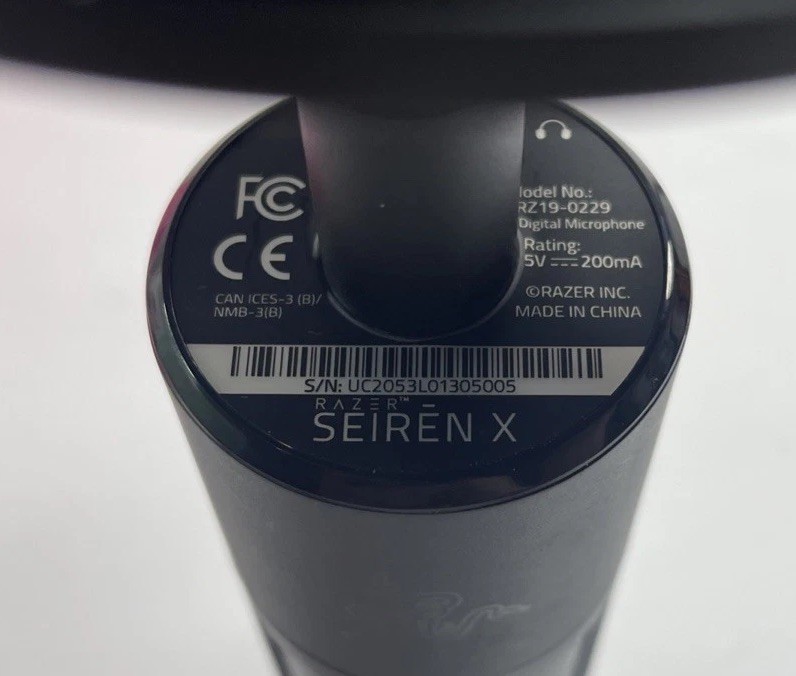 FC
CE
CAN ICES-3 (B)/
NMB-3(B)
odel No.:
RZ19-0229
Digital Microphone
Rating:
5V ⎓ 200mA
©RAZER INC.
MADE IN CHINA
S/N: UC2053L01305005
RAZER™
SEIRĒN X